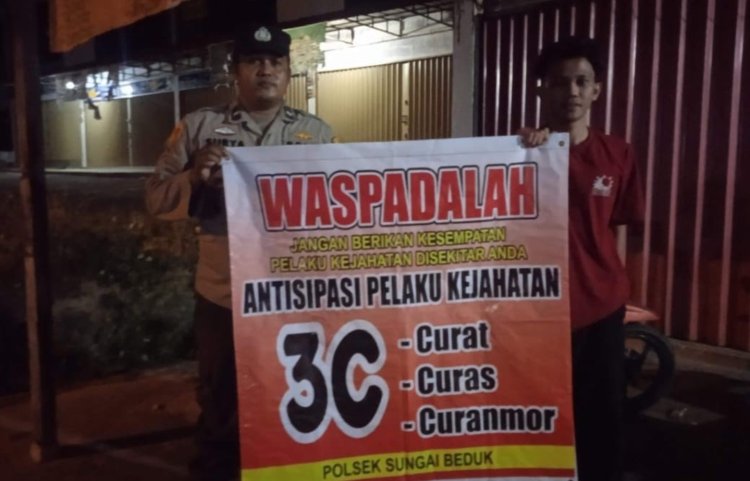 WASPADALAH
JANGAN BERIKAN KESEMPATAN
PELAKU KEJAHATAN DISEKITAR ANDA
ANTISIPASI PELAKU KEJAHATAN
3C
- Curat
- Curas
- Curanmor
POLSEK SUNGAI BEDUK